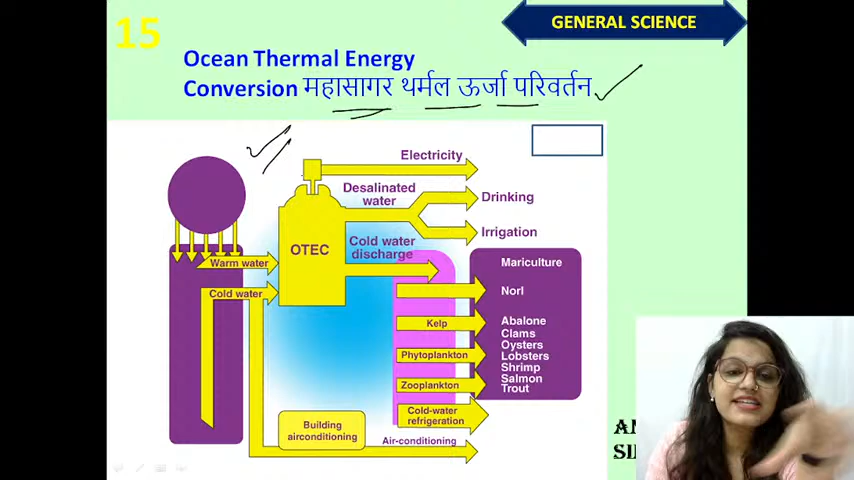 15
GENERAL SCIENCE
Ocean Thermal Energy
Conversion महासागर थर्मल ऊर्जा परिवर्तन
Electricity
Desalinated
water
Drinking
Irrigation
OTEC
Cold water
discharge
Warm water
Cold water
Mariculture
Norl
Kelp
Phytoplankton
Zooplankton
Abalone
Clams
Oysters
Lobsters
Shrimp
Salmon
Trout
Cold-water
refrigeration
Building
airconditioning
Air-conditioning